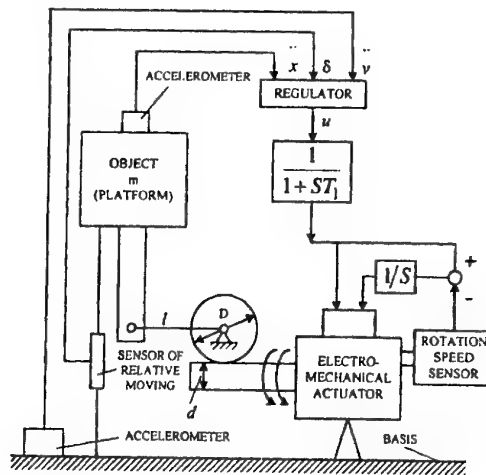 ẍ δ v̈
ACCELEROMETER
REGULATOR
u
OBJECT
m
(PLATFORM)
1
1+ST₁
+
1/S
-
D
l
SENSOR OF
RELATIVE
MOVING
d
ELECTRO-
MECHANICAL
ACTUATOR
ROTATION
SPEED
SENSOR
ACCELEROMETER
BASIS